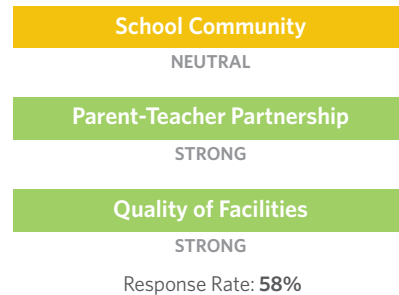 School Community
NEUTRAL
Parent-Teacher Partnership
STRONG
Quality of Facilities
STRONG
Response Rate: 58%